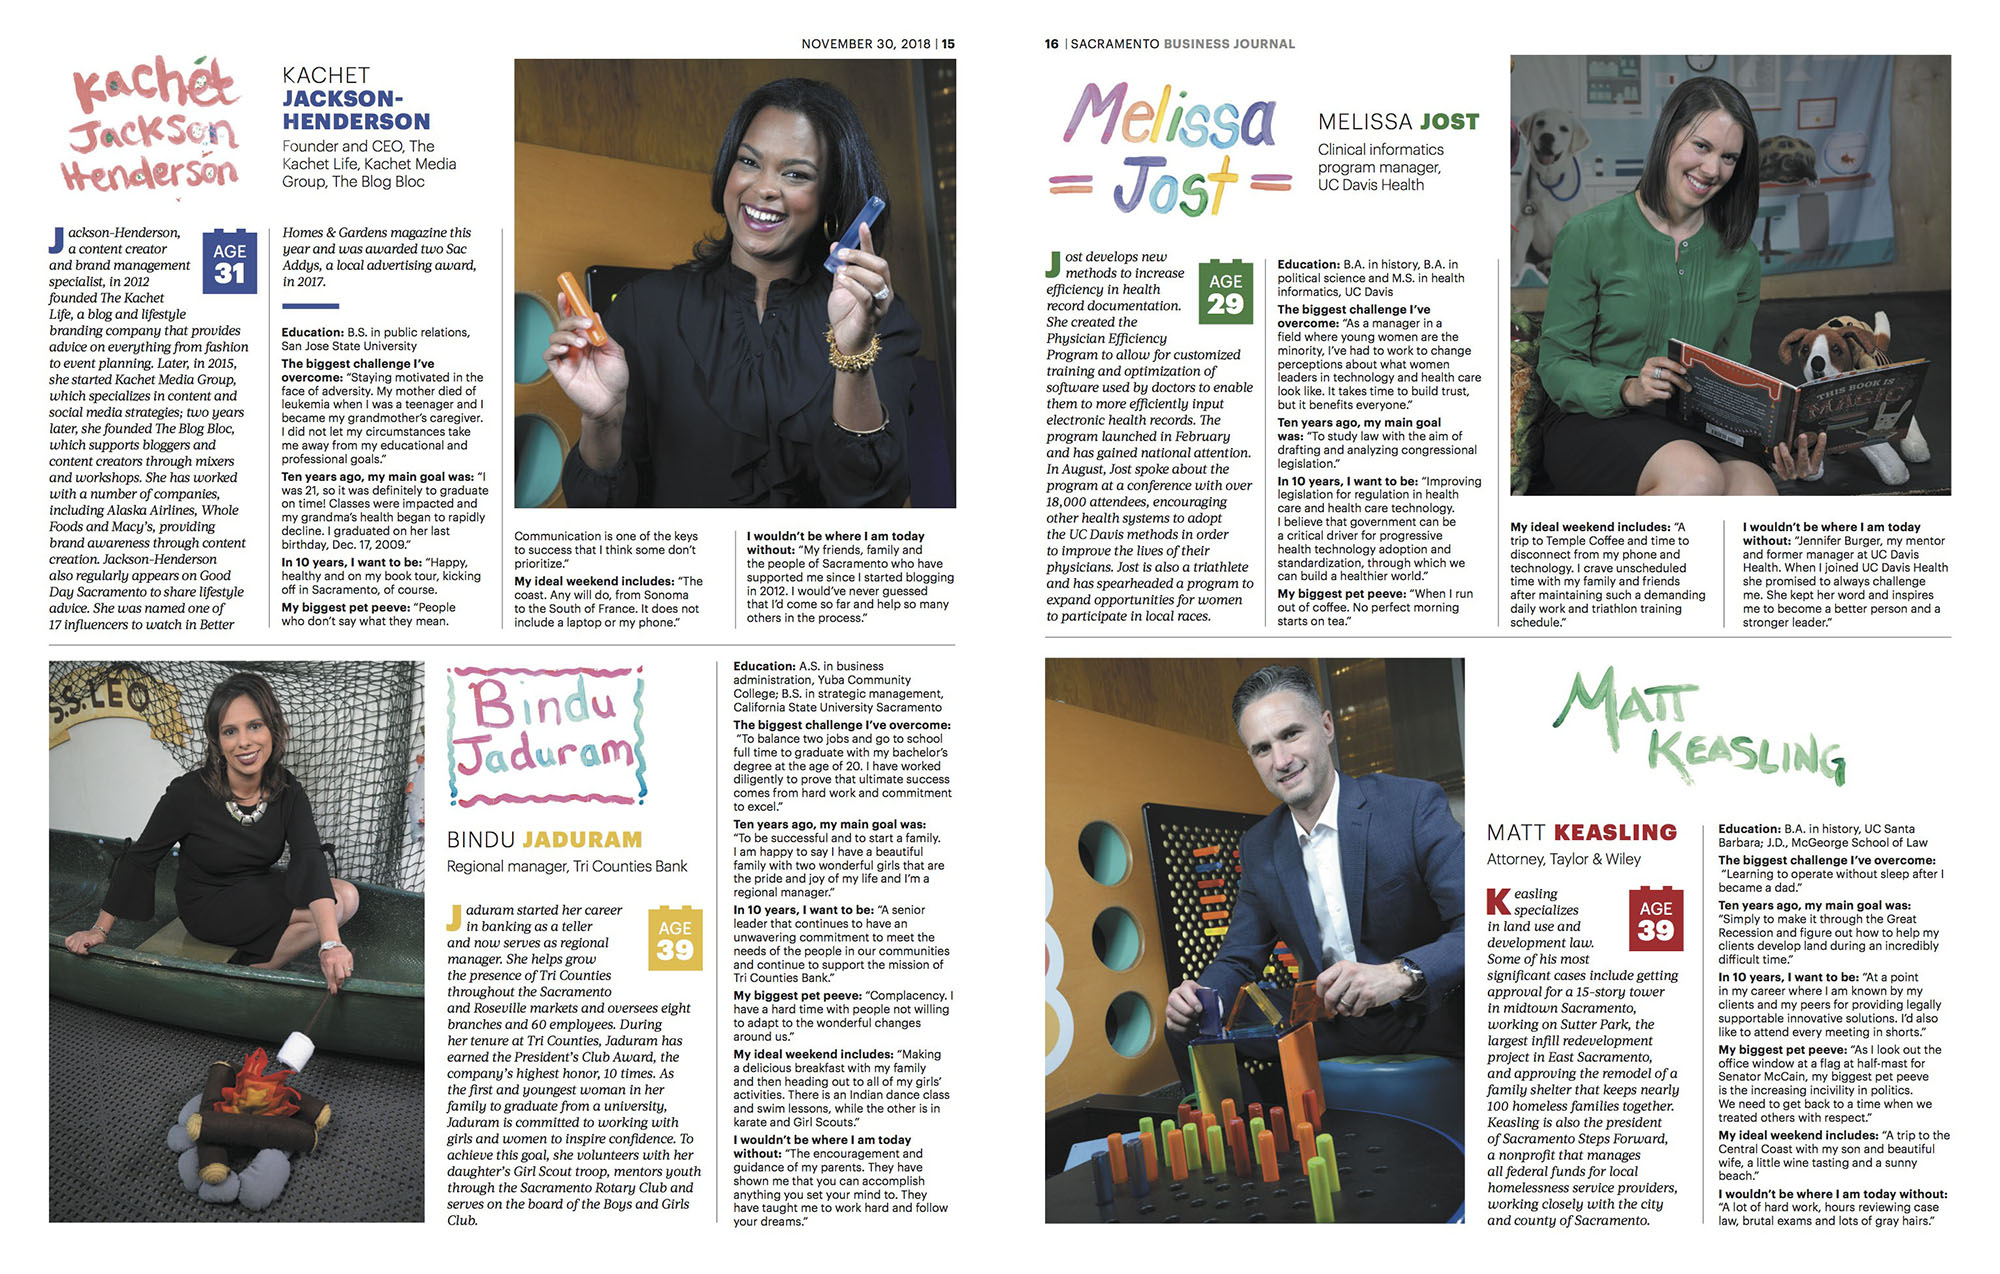 NOVEMBER 30, 2018 | 15
Kachét
Jackson
Henderson
KACHET
JACKSON-
HENDERSON
Founder and CEO, The
Kachet Life, Kachet Media
Group, The Blog Bloc
Jackson-Henderson,
a content creator
and brand management
specialist, in 2012
founded The Kachet
Life, a blog and lifestyle
branding company that provides
advice on everything from fashion
to event planning. Later, in 2015,
she started Kachet Media Group,
which specializes in content and
social media strategies; two years
later, she founded The Blog Bloc,
which supports bloggers and
content creators through mixers
and workshops. She has worked
with a number of companies,
including Alaska Airlines, Whole
Foods and Macy's, providing
brand awareness through content
creation. Jackson-Henderson
also regularly appears on Good
Day Sacramento to share lifestyle
advice. She was named one of
17 influencers to watch in Better
AGE
31
Homes & Gardens magazine this
year and was awarded two Sac
Addys, a local advertising award,
in 2017.
Education: B.S. in public relations,
San Jose State University
The biggest challenge I've
overcome: “Staying motivated in the
face of adversity. My mother died of
leukemia when I was a teenager and I
became my grandmother's caregiver.
I did not let my circumstances take
me away from my educational and
professional goals.”
Ten years ago, my main goal was: “I
was 21, so it was definitely to graduate
on time! Classes were impacted and
my grandma's health began to rapidly
decline. I graduated on her last
birthday, Dec. 17, 2009.”
In 10 years, I want to be: “Happy,
healthy and on my book tour, kicking
off in Sacramento, of course.
My biggest pet peeve: “People
who don't say what they mean.
Communication is one of the keys
to success that I think some don't
prioritize.”
My ideal weekend includes: “The
coast. Any will do, from Sonoma
to the South of France. It does not
include a laptop or my phone.”
I wouldn't be where I am today
without: “My friends, family and
the people of Sacramento who have
supported me since I started blogging
in 2012. I would've never guessed
that I'd come so far and help so many
others in the process.”
S.S. LEO
Bindu
Jaduram
BINDU JADURAM
Regional manager, Tri Counties Bank
Jaduram started her career
in banking as a teller
and now serves as regional
manager. She helps grow
the presence of Tri Counties
throughout the Sacramento
and Roseville markets and oversees eight
branches and 60 employees. During
her tenure at Tri Counties, Jaduram has
earned the President's Club Award, the
company's highest honor, 10 times. As
the first and youngest woman in her
family to graduate from a university,
Jaduram is committed to working with
girls and women to inspire confidence. To
achieve this goal, she volunteers with her
daughter's Girl Scout troop, mentors youth
through the Sacramento Rotary Club and
serves on the board of the Boys and Girls
Club.
AGE
39
Education: A.S. in business
administration, Yuba Community
College; B.S. in strategic management,
California State University Sacramento
The biggest challenge I've overcome:
“To balance two jobs and go to school
full time to graduate with my bachelor's
degree at the age of 20. I have worked
diligently to prove that ultimate success
comes from hard work and commitment
to excel.”
Ten years ago, my main goal was:
“To be successful and to start a family.
I am happy to say I have a beautiful
family with two wonderful girls that are
the pride and joy of my life and I'm a
regional manager.”
In 10 years, I want to be: “A senior
leader that continues to have an
unwavering commitment to meet the
needs of the people in our communities
and continue to support the mission of
Tri Counties Bank.”
My biggest pet peeve: “Complacency. I
have a hard time with people not willing
to adapt to the wonderful changes
around us.”
My ideal weekend includes: “Making
a delicious breakfast with my family
and then heading out to all of my girls'
activities. There is an Indian dance class
and swim lessons, while the other is in
karate and Girl Scouts.”
I wouldn't be where I am today
without: “The encouragement and
guidance of my parents. They have
shown me that you can accomplish
anything you set your mind to. They
have taught me to work hard and follow
your dreams.”
16 | SACRAMENTO BUSINESS JOURNAL
Melissa
= Jost =
MELISSA JOST
Clinical informatics
program manager,
UC Davis Health
Jost develops new
methods to increase
efficiency in health
record documentation.
She created the
Physician Efficiency
Program to allow for customized
training and optimization of
software used by doctors to enable
them to more efficiently input
electronic health records. The
program launched in February
and has gained national attention.
In August, Jost spoke about the
program at a conference with over
18,000 attendees, encouraging
other health systems to adopt
the UC Davis methods in order
to improve the lives of their
physicians. Jost is also a triathlete
and has spearheaded a program to
expand opportunities for women
to participate in local races.
AGE
29
Education: B.A. in history, B.A. in
political science and M.S. in health
informatics, UC Davis
The biggest challenge I've
overcome: “As a manager in a
field where young women are the
minority, I've had to work to change
perceptions about what women
leaders in technology and health care
look like. It takes time to build trust,
but it benefits everyone.”
Ten years ago, my main goal
was: “To study law with the aim of
drafting and analyzing congressional
legislation.”
In 10 years, I want to be: “Improving
legislation for regulation in health
care and health care technology.
I believe that government can be
a critical driver for progressive
health technology adoption and
standardization, through which we
can build a healthier world.”
My biggest pet peeve: “When I run
out of coffee. No perfect morning
starts on tea.”
THIS BOOK IS
MAGIC
My ideal weekend includes: “A
trip to Temple Coffee and time to
disconnect from my phone and
technology. I crave unscheduled
time with my family and friends
after maintaining such a demanding
daily work and triathlon training
schedule.”
I wouldn't be where I am today
without: “Jennifer Burger, my mentor
and former manager at UC Davis
Health. When I joined UC Davis Health
she promised to always challenge
me. She kept her word and inspires
me to become a better person and a
stronger leader.”
MATT
KEASLING
MATT KEASLING
Attorney, Taylor & Wiley
Keasling
specializes
in land use and
development law.
Some of his most
significant cases include getting
approval for a 15-story tower
in midtown Sacramento,
working on Sutter Park, the
largest infill redevelopment
project in East Sacramento,
and approving the remodel of a
family shelter that keeps nearly
100 homeless families together.
Keasling is also the president
of Sacramento Steps Forward,
a nonprofit that manages
all federal funds for local
homelessness service providers,
working closely with the city
and county of Sacramento.
AGE
39
Education: B.A. in history, UC Santa
Barbara; J.D., McGeorge School of Law
The biggest challenge I've overcome:
“Learning to operate without sleep after I
became a dad.”
Ten years ago, my main goal was:
“Simply to make it through the Great
Recession and figure out how to help my
clients develop land during an incredibly
difficult time.”
In 10 years, I want to be: “At a point
in my career where I am known by my
clients and my peers for providing legally
supportable innovative solutions. I'd also
like to attend every meeting in shorts.”
My biggest pet peeve: “As I look out the
office window at a flag at half-mast for
Senator McCain, my biggest pet peeve
is the increasing incivility in politics.
We need to get back to a time when we
treated others with respect.”
My ideal weekend includes: “A trip to the
Central Coast with my son and beautiful
wife, a little wine tasting and a sunny
beach.”
I wouldn't be where I am today without:
“A lot of hard work, hours reviewing case
law, brutal exams and lots of gray hairs.”